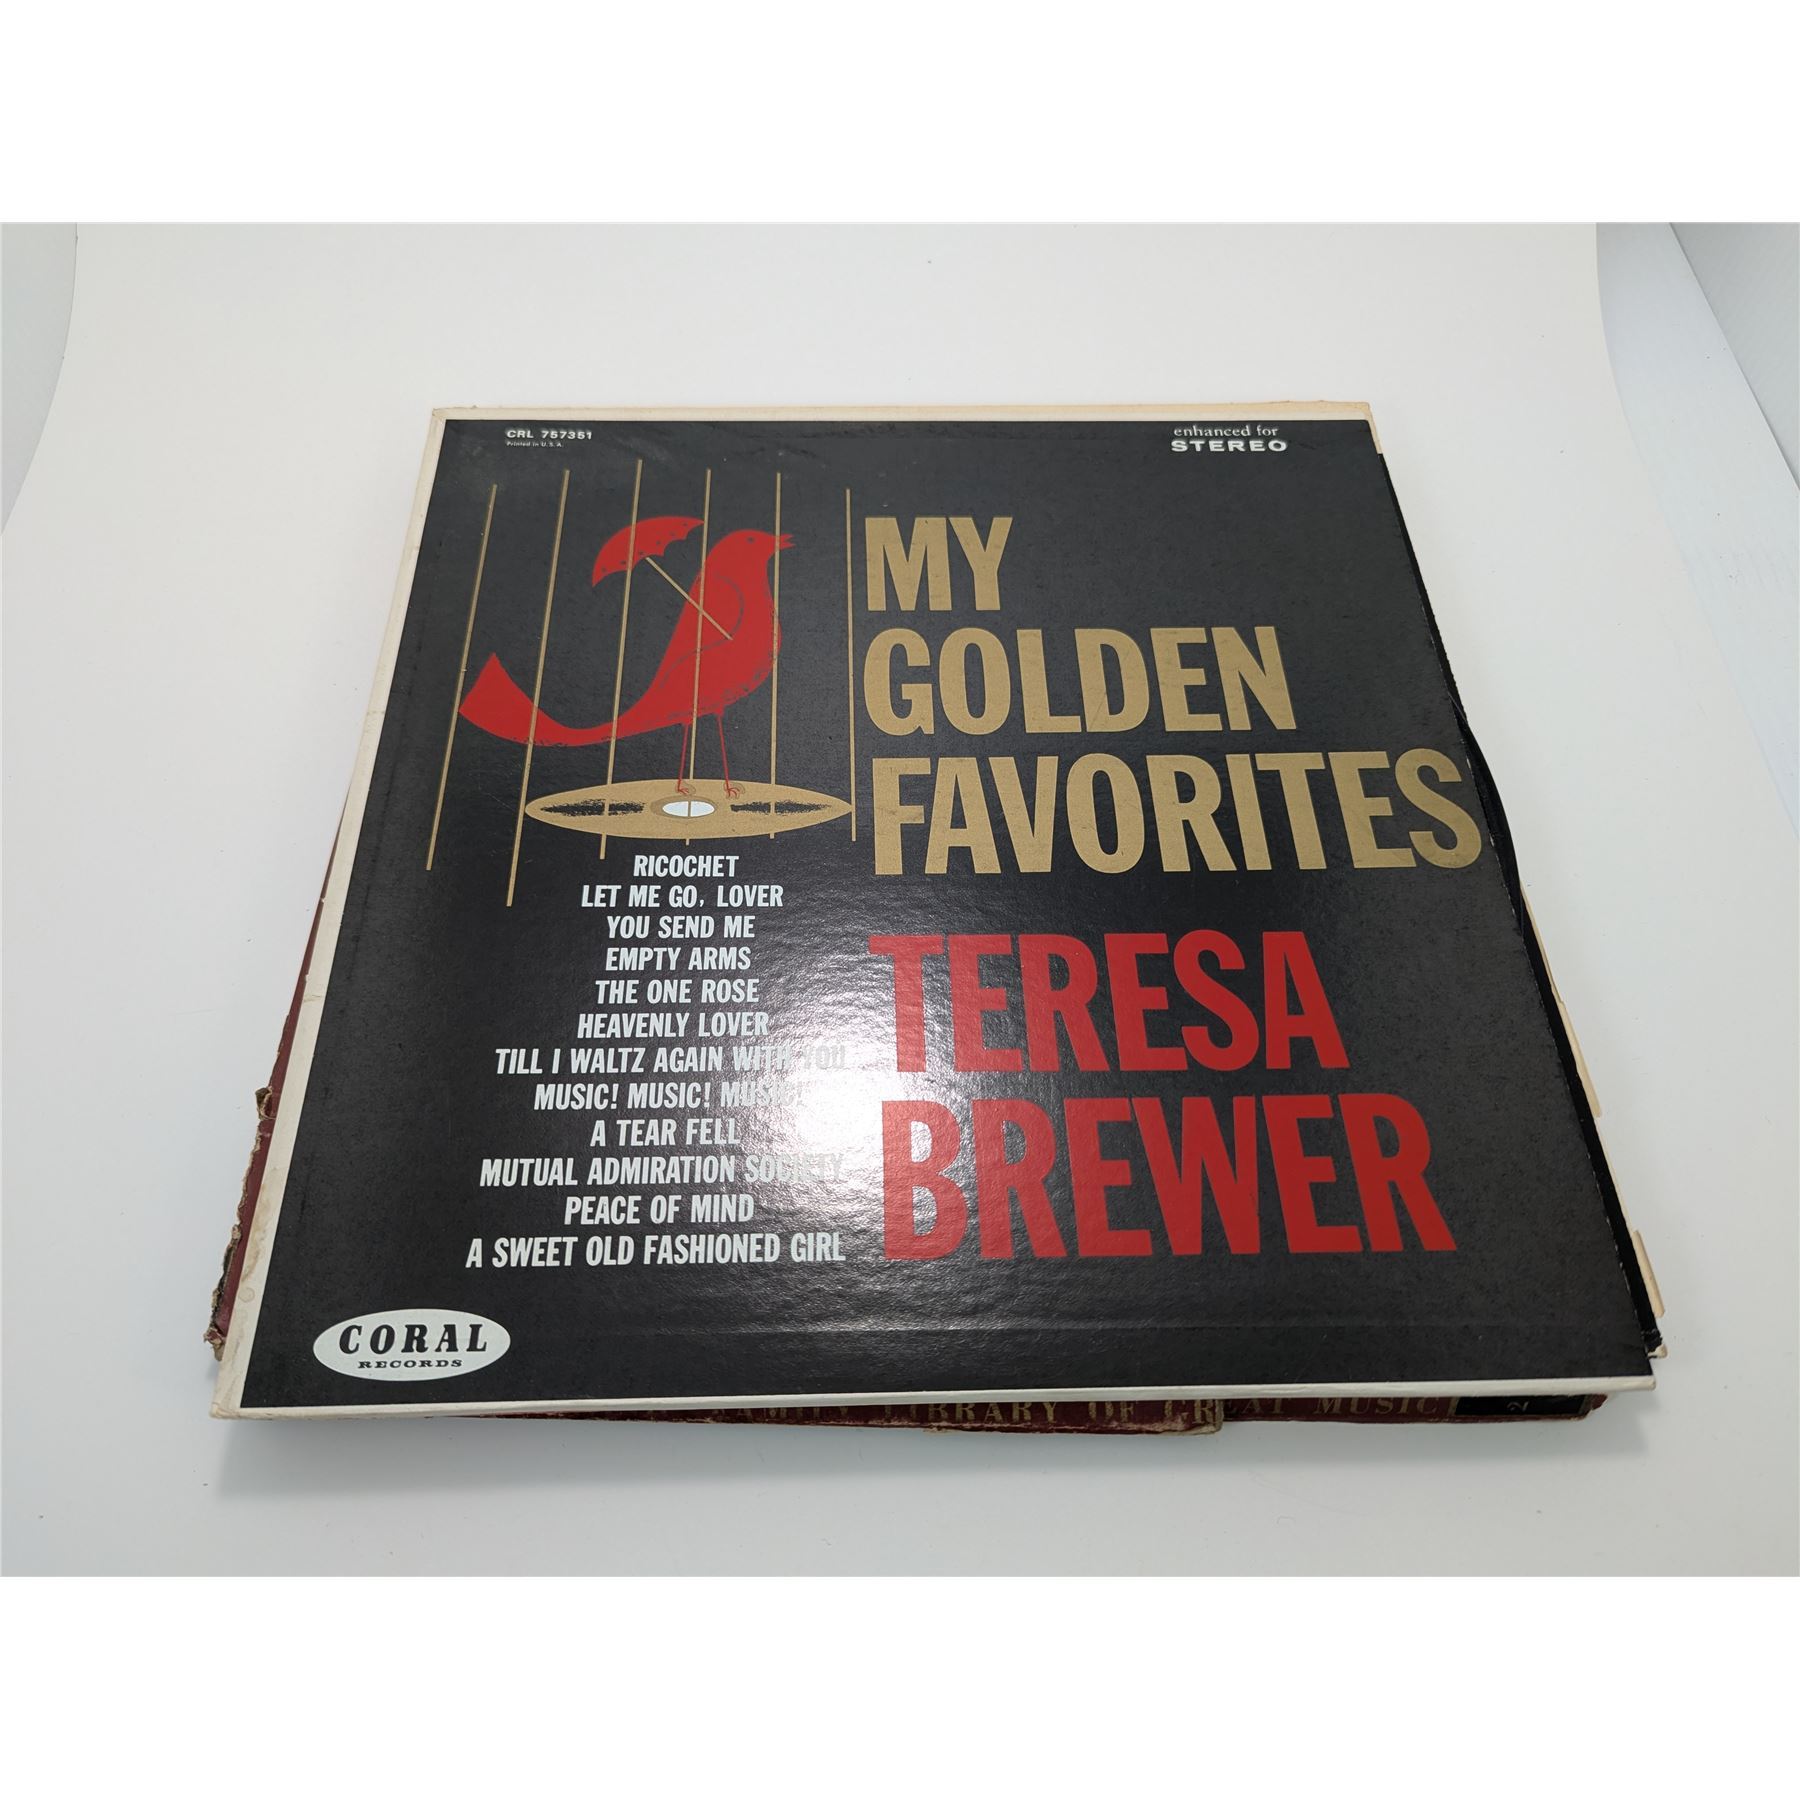 CRL 757351
Printed in U.S.A.
enhanced for
STEREO
MY
GOLDEN
FAVORITES
TERESA
BREWER
RICOCHET
LET ME GO, LOVER
YOU SEND ME
EMPTY ARMS
THE ONE ROSE
HEAVENLY LOVER
TILL I WALTZ AGAIN WITH YOU
MUSIC! MUSIC! MUSIC!
A TEAR FELL
MUTUAL ADMIRATION SOCIETY
PEACE OF MIND
A SWEET OLD FASHIONED GIRL
CORAL
RECORDS
FAMILY LIBRARY OF GREAT MUSIC 2